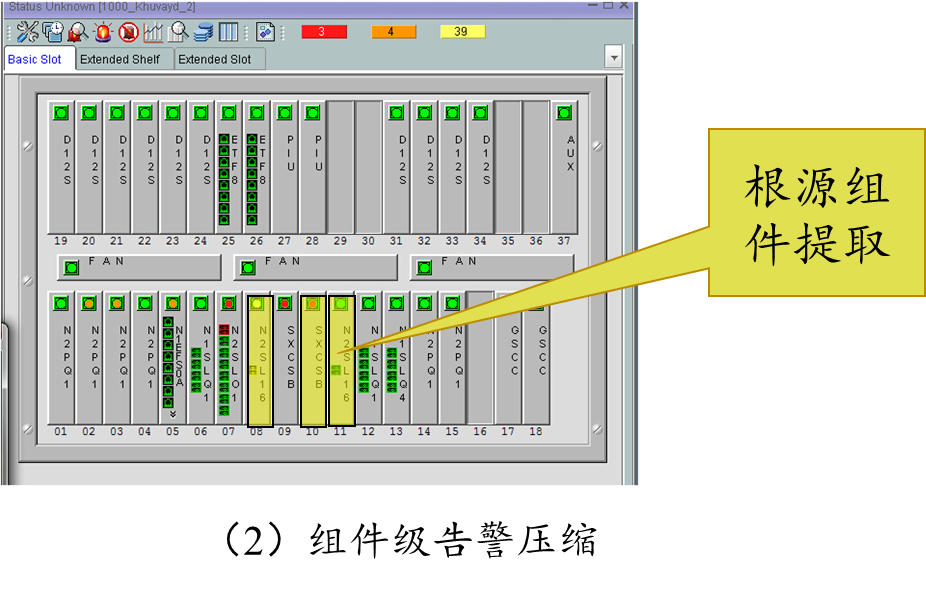 Status Unknown [1000_Khuvayd_2]
3 4 39
Basic Slot Extended Shelf Extended Slot
D12S D12S D12S D12S D12S D12S ETF8 ETF8 PIU PIU D12S D12S D12S D12S AUX
19 20 21 22 23 24 25 26 27 28 29 30 31 32 33 34 35 36 37
FAN FAN FAN
N2PQ1 N2PQ1 N2PQ1 N2PQ1 N1EFS0A N1SLQ1 N2SLO1 N2SL16 SXCSB SXCSB N2SL16 N1SLQ1 N1SLQ4 N2PQ1 N2PQ1 GSCC GSCC
01 02 03 04 05 06 07 08 09 10 11 12 13 14 15 16 17 18
根源组
件提取
（2）组件级告警压缩